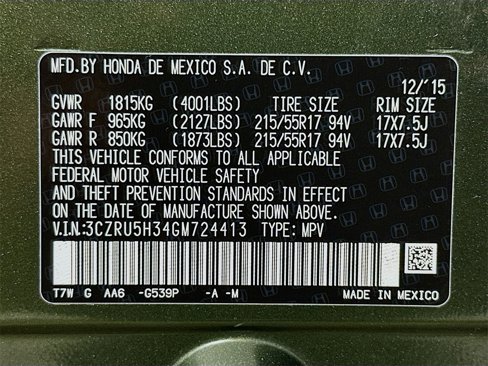 MFD.BY HONDA DE MEXICO S.A. DE C.V.
12/'15
GVWR 1815KG (4001LBS) TIRE SIZE RIM SIZE
GAWR F 965KG (2127LBS) 215/55R17 94V 17X7.5J
GAWR R 850KG (1873LBS) 215/55R17 94V 17X7.5J
THIS VEHICLE CONFORMS TO ALL APPLICABLE
FEDERAL MOTOR VEHICLE SAFETY
AND THEFT PREVENTION STANDARDS IN EFFECT
ON THE DATE OF MANUFACTURE SHOWN ABOVE.
V.I.N:3CZRU5H34GM724413 TYPE: MPV
T7W G AA6 -G539P -A -M MADE IN MEXICO